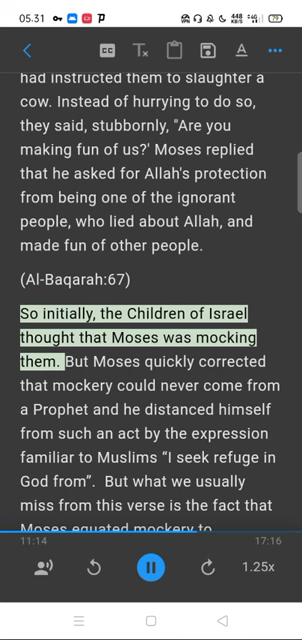 05.31
448 KB/S
79
CC
had instructed them to slaughter a
cow. Instead of hurrying to do so,
they said, stubbornly, "Are you
making fun of us?' Moses replied
that he asked for Allah's protection
from being one of the ignorant
people, who lied about Allah, and
made fun of other people.
(Al-Baqarah:67)
So initially, the Children of Israel
thought that Moses was mocking
them. But Moses quickly corrected
that mockery could never come from
a Prophet and he distanced himself
from such an act by the expression
familiar to Muslims “I seek refuge in
God from”.  But what we usually
miss from this verse is the fact that
Moses equated mockery to
11:14
17:16
1.25x